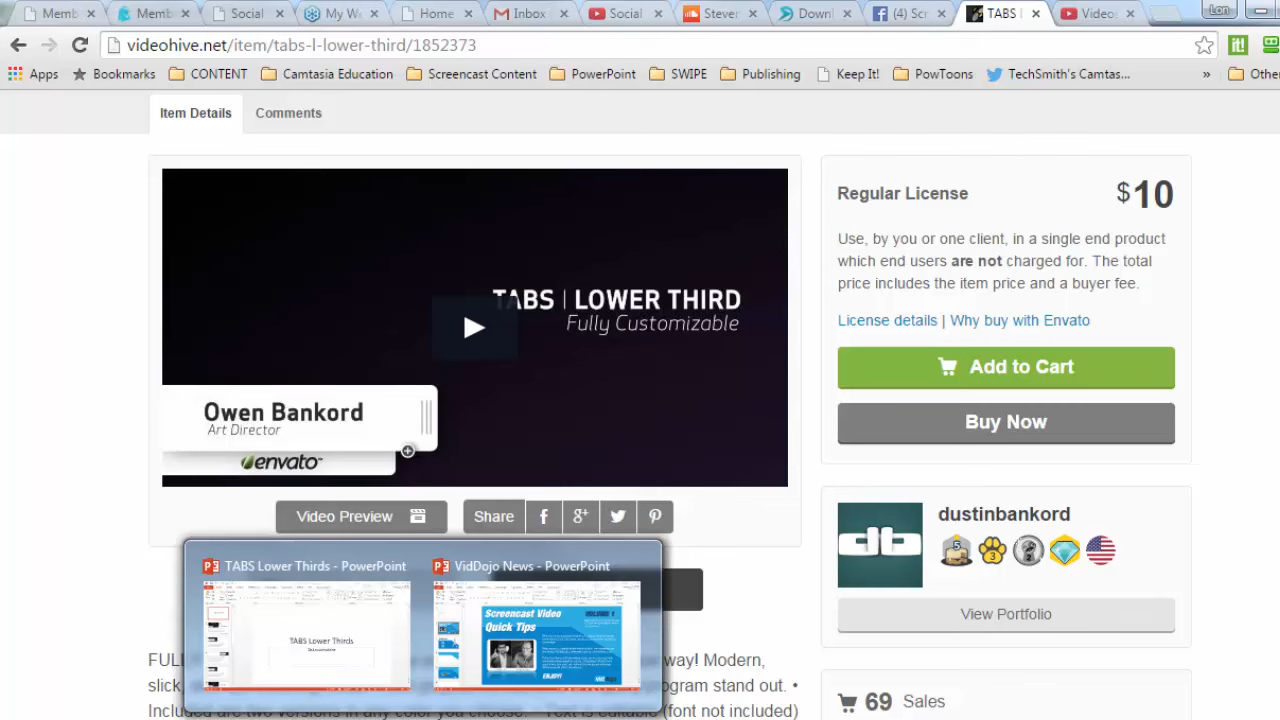 Memb
Memb
Social
My W
Home
Inbox
Social
Steven
Downl
(4) Scr
TABS |
Videos
Lon
videohive.net/item/tabs-l-lower-third/1852373
it!
Apps
Bookmarks
CONTENT
Camtasia Education
Screencast Content
PowerPoint
SWIPE
Publishing
Keep It!
PowToons
TechSmith's Camtas...
»
Other
Item Details
Comments
TABS | LOWER THIRD
Fully Customizable
Owen Bankord
Art Director
envato™
Regular License
$10
Use, by you or one client, in a single end product
which end users are not charged for. The total
price includes the item price and a buyer fee.
License details | Why buy with Envato
Add to Cart
Buy Now
Video Preview
Share
dustinbankord
View Portfolio
69 Sales
TABS Lower Thirds - PowerPoint
VidDojo News - PowerPoint
TABS Lower Thirds
Screencast Video
Quick Tips
ENJOY!
FULL
way! Modern,
slick,
program stand out. •
Included are two versions in any color you choose. - Text is editable (font not included)